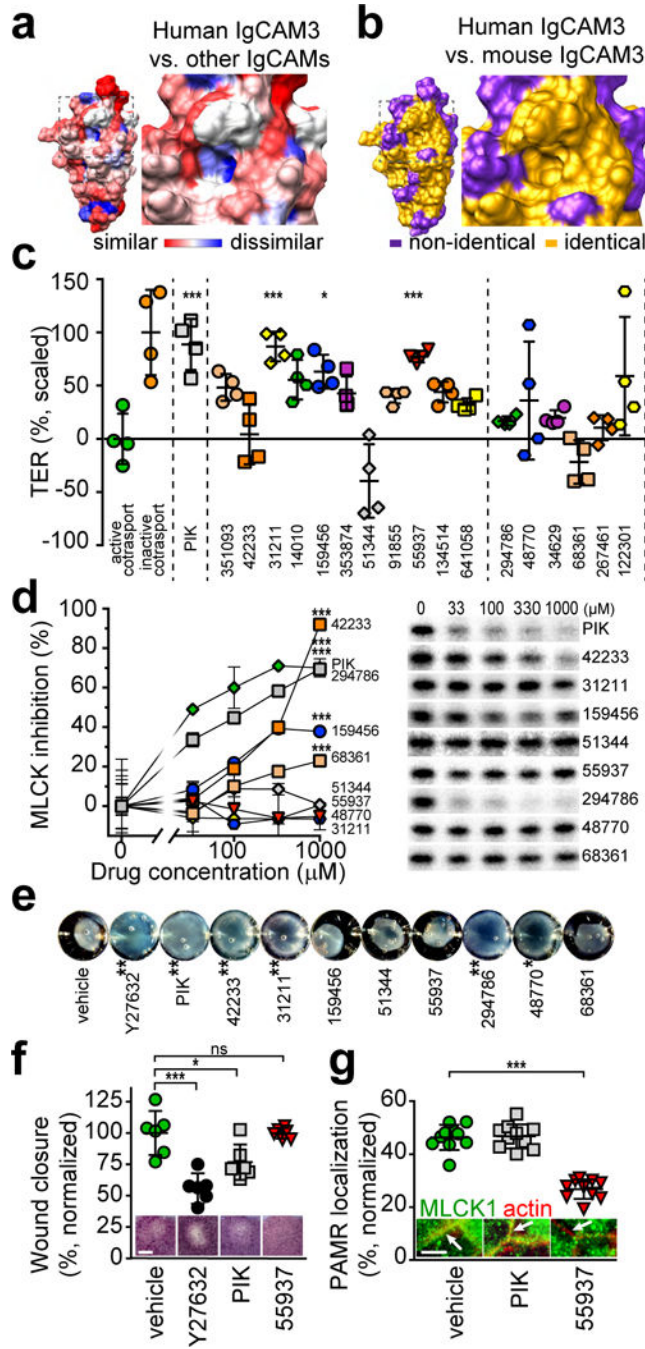 a
Human IgCAM3
vs. other IgCAMs
similar
dissimilar
b
Human IgCAM3
vs. mouse IgCAM3
non-identical
identical
c
TER (%, scaled)
150
100
50
0
-50
-100
***
***
*
***
active
cotrasport
inactive
cotrasport
PIK
351093
42233
31211
14010
159456
353874
51344
91855
55937
134514
641058
294786
48770
34629
68361
267461
122301
d
MLCK inhibition (%)
100
80
60
40
20
0
0
100
1000
Drug concentration (μM)
***
42233
***
***
PIK
294786
***
159456
***
68361
51344
55937
48770
31211
0 33 100 330 1000 (μM)
PIK
42233
31211
159456
51344
55937
294786
48770
68361
e
vehicle
Y27632
**
PIK
**
42233
**
31211
**
159456
51344
55937
294786
**
48770
*
68361
f
Wound closure
(%, normalized)
125
100
75
50
25
0
ns
*
***
vehicle
Y27632
PIK
55937
g
PAMR localization
(%, normalized)
60
40
20
0
***
MLCK1 actin
vehicle
PIK
55937